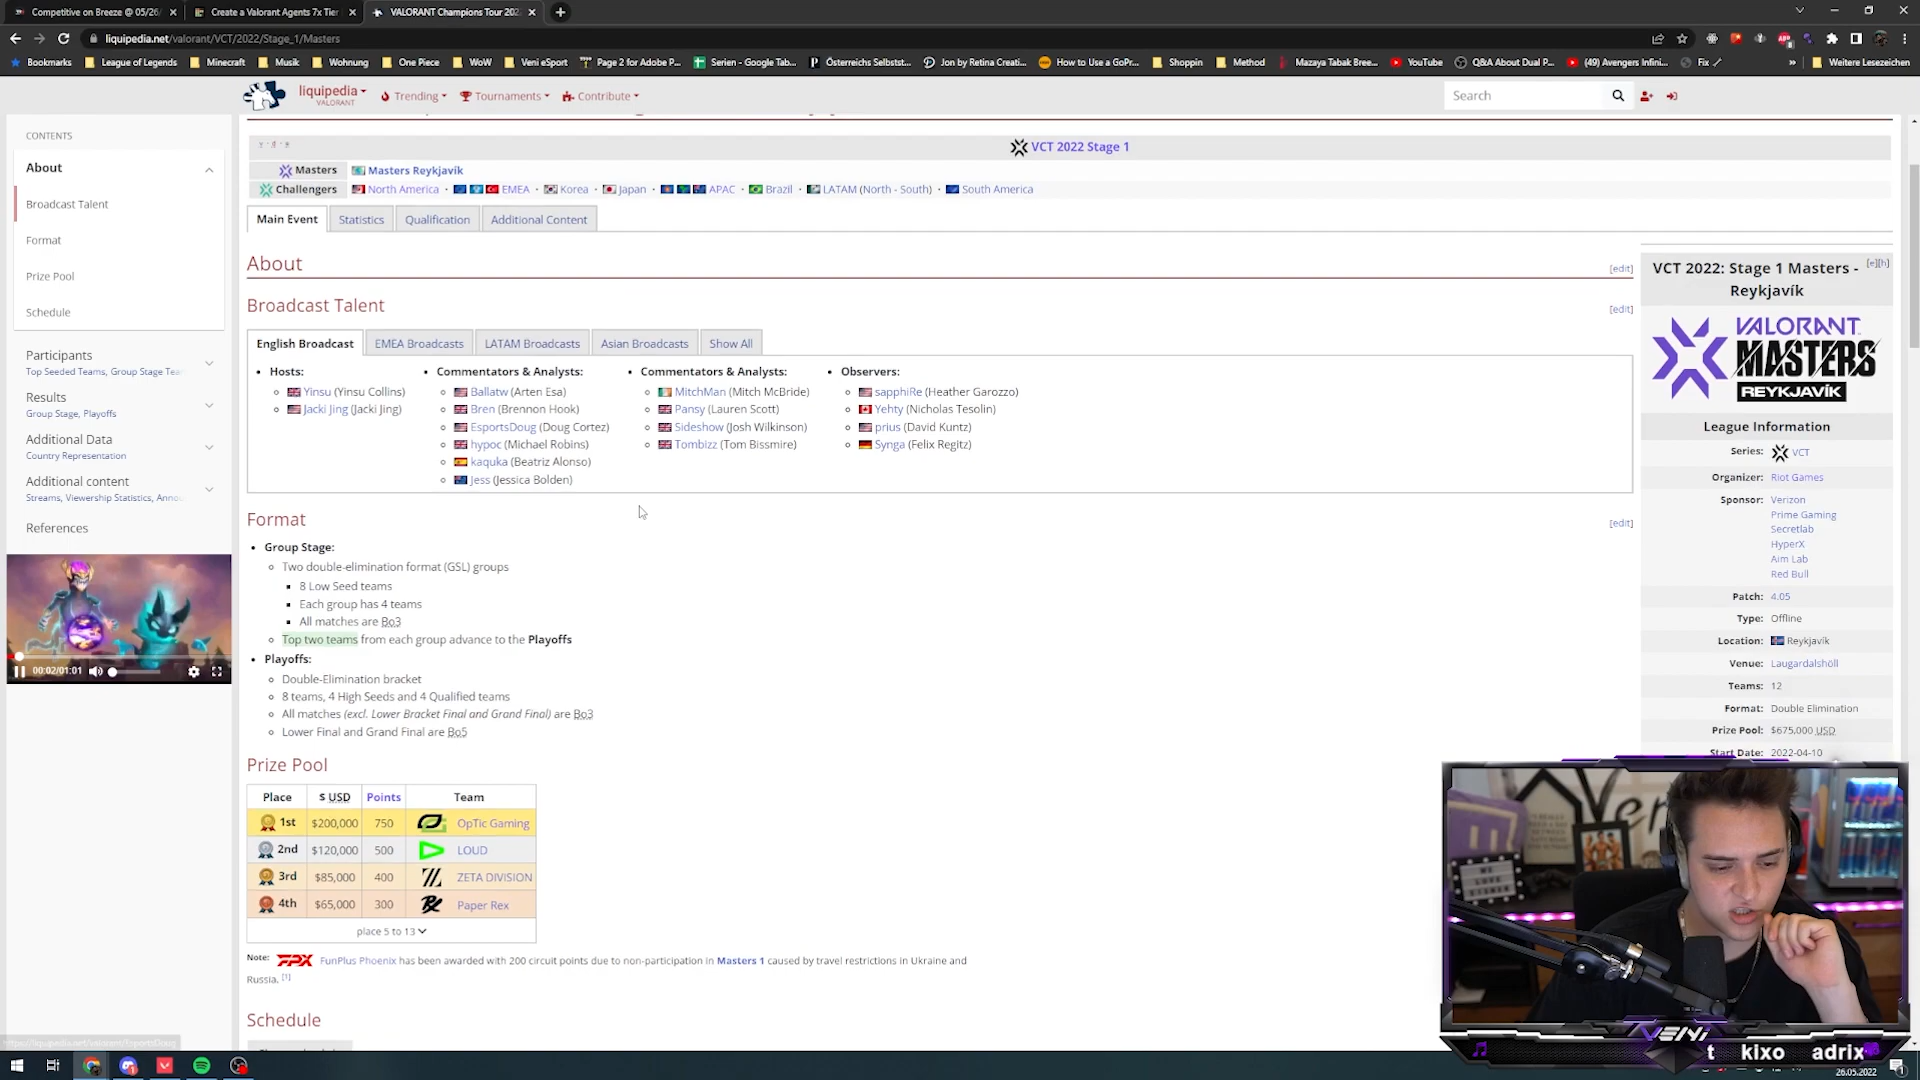 Competitive on Breeze @ 05/26/
Create a Valorant Agents 7x Tier
VALORANT Champions Tour 202
liquipedia.net/valorant/VCT/2022/Stage_1/Masters
Bookmarks League of Legends Minecraft Musik Wohnung One Piece WoW Veni eSport Page 2 for Adobe P... Serien - Google Tab... Österreichs Selbstst... Jon by Retina Creati... How to Use a GoPr... Shoppin Method Mazaya Tabak Bree... YouTube Q&A About Dual P... (49) Avengers Infini... Fix ✓ Weitere Lesezeichen
liquipedia VALORANT Trending Tournaments Contribute Search
CONTENTS
About
Broadcast Talent
Format
Prize Pool
Schedule
Participants
Top Seeded Teams, Group Stage Tea
Results
Group Stage, Playoffs
Additional Data
Country Representation
Additional content
Streams, Viewership Statistics, Anno
References
00:02/01:01
VCT 2022 Stage 1
Masters Masters Reykjavík
Challengers North America · EMEA · Korea · Japan · APAC · Brazil · LATAM (North - South) · South America
Main Event Statistics Qualification Additional Content
About [edit]
Broadcast Talent [edit]
English Broadcast EMEA Broadcasts LATAM Broadcasts Asian Broadcasts Show All
Hosts:
Yinsu (Yinsu Collins)
Jacki Jing (Jacki Jing)
Commentators & Analysts:
Ballatw (Arten Esa)
Bren (Brennon Hook)
EsportsDoug (Doug Cortez)
hypoc (Michael Robins)
kaquka (Beatriz Alonso)
Jess (Jessica Bolden)
Commentators & Analysts:
MitchMan (Mitch McBride)
Pansy (Lauren Scott)
Sideshow (Josh Wilkinson)
Tombizz (Tom Bissmire)
Observers:
sapphiRe (Heather Garozzo)
Yehty (Nicholas Tesolin)
prius (David Kuntz)
Synga (Felix Regitz)
Format [edit]
Group Stage:
Two double-elimination format (GSL) groups
8 Low Seed teams
Each group has 4 teams
All matches are Bo3
Top two teams from each group advance to the Playoffs
Playoffs:
Double-Elimination bracket
8 teams, 4 High Seeds and 4 Qualified teams
All matches (excl. Lower Bracket Final and Grand Final) are Bo3
Lower Final and Grand Final are Bo5
Prize Pool
Place $ USD Points Team
1st $200,000 750 OpTic Gaming
2nd $120,000 500 LOUD
3rd $85,000 400 ZETA DIVISION
4th $65,000 300 Paper Rex
place 5 to 13
Note: FPX FunPlus Phoenix has been awarded with 200 circuit points due to non-participation in Masters 1 caused by travel restrictions in Ukraine and
Russia. [1]
Schedule
VCT 2022: Stage 1 Masters - [e][h]
Reykjavík
VALORANT
MASTERS
REYKJAVÍK
League Information
Series: VCT
Organizer: Riot Games
Sponsor: Verizon
Prime Gaming
Secretlab
HyperX
Aim Lab
Red Bull
Patch: 4.05
Type: Offline
Location: Reykjavík
Venue: Laugardalshöll
Teams: 12
Format: Double Elimination
Prize Pool: $675,000 USD
Start Date: 2022-04-10
VENI
t kixo adrix
https://liquipedia.net/valorant/EsportsDoug
26.05.2022